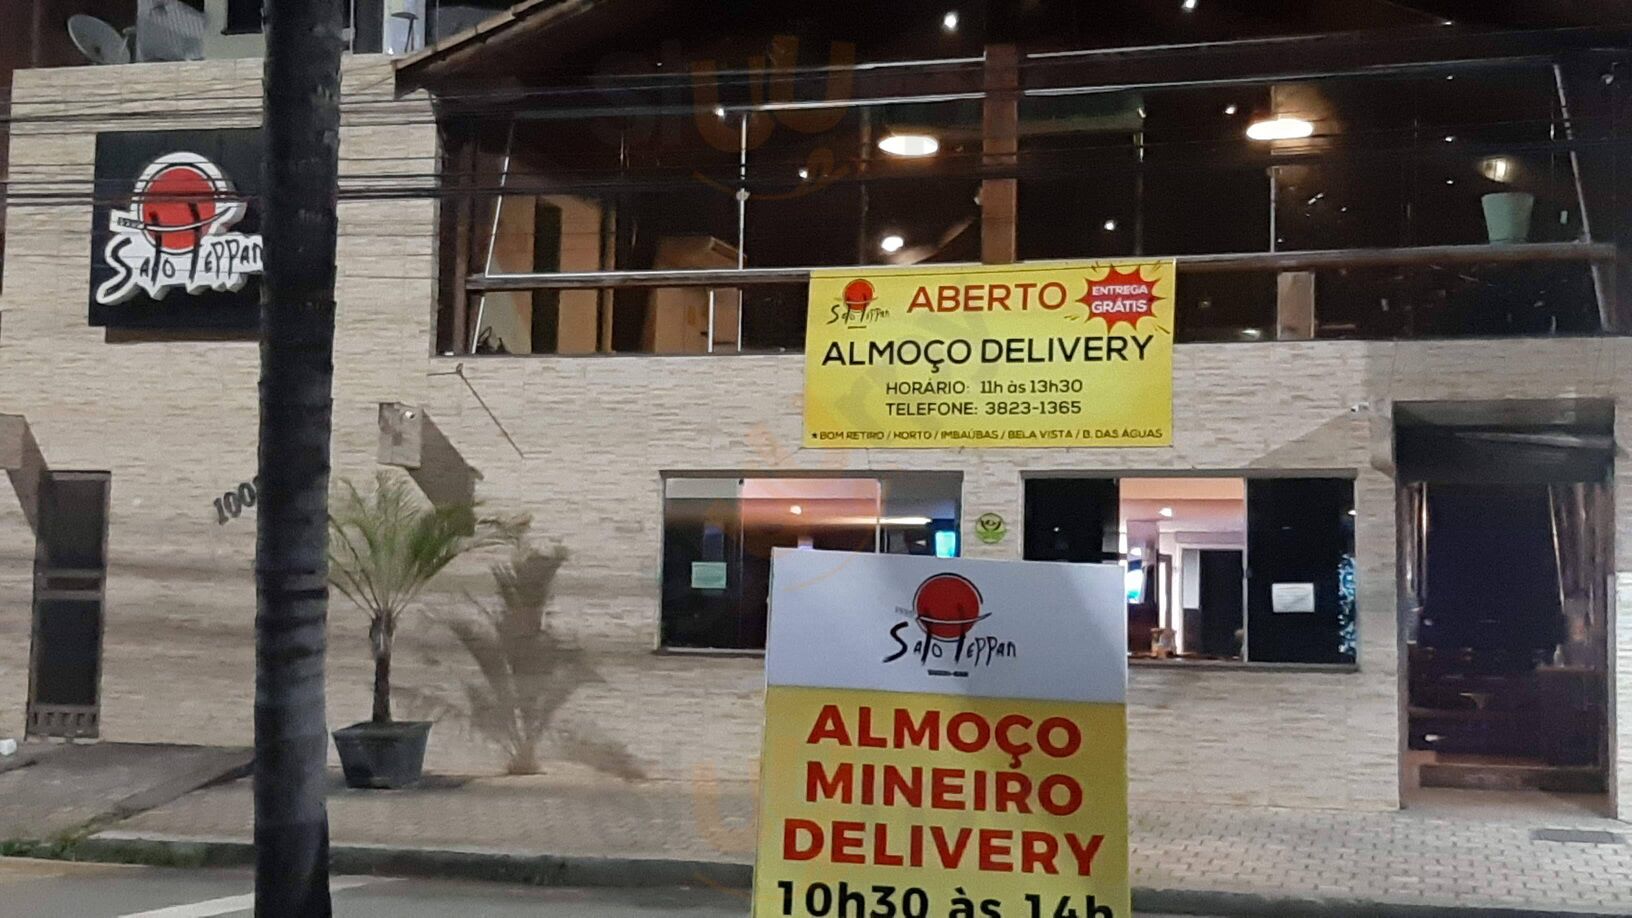 Sato Teppan
1001
Sato Teppan
ABERTO
ENTREGA
GRÁTIS
ALMOÇO DELIVERY
HORÁRIO: 11h às 13h30
TELEFONE: 3823-1365
* BOM RETIRO / HORTO / IMBAÚBAS / BELA VISTA / B. DAS ÁGUAS
Sato Teppan
ALMOÇO
MINEIRO
DELIVERY
10h30 às 14h